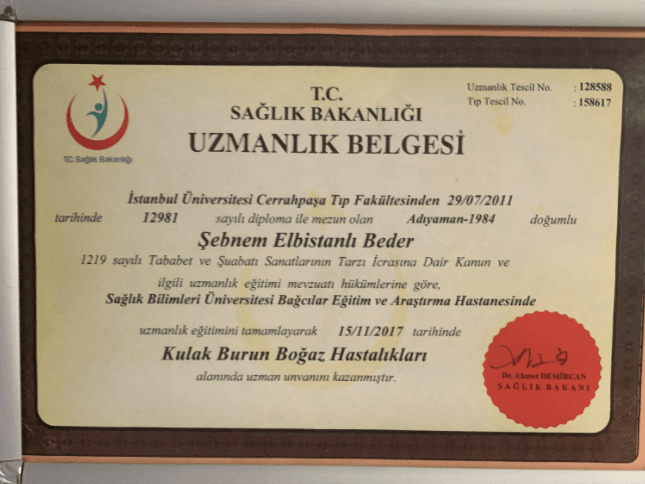 T.C. Sağlık Bakanlığı
Uzmanlık Tescil No. : 128588
Tıp Tescil No. : 158617
T.C.
SAĞLIK BAKANLIĞI
UZMANLIK BELGESİ
İstanbul Üniversitesi Cerrahpaşa Tıp Fakültesinden 29/07/2011
tarihinde 12981 sayılı diploma ile mezun olan Adıyaman-1984 doğumlu
Şebnem Elbistanlı Beder
1219 sayılı Tababet ve Şuabatı Sanatlarının Tarzı İcrasına Dair Kanun ve
ilgili uzmanlık eğitimi mevzuatı hükümlerine göre,
Sağlık Bilimleri Üniversitesi Bağcılar Eğitim ve Araştırma Hastanesinde
uzmanlık eğitimini tamamlayarak 15/11/2017 tarihinde
Kulak Burun Boğaz Hastalıkları
alanında uzman unvanını kazanmıştır.
Dr. Ahmet DEMİRCAN
SAĞLIK BAKANI